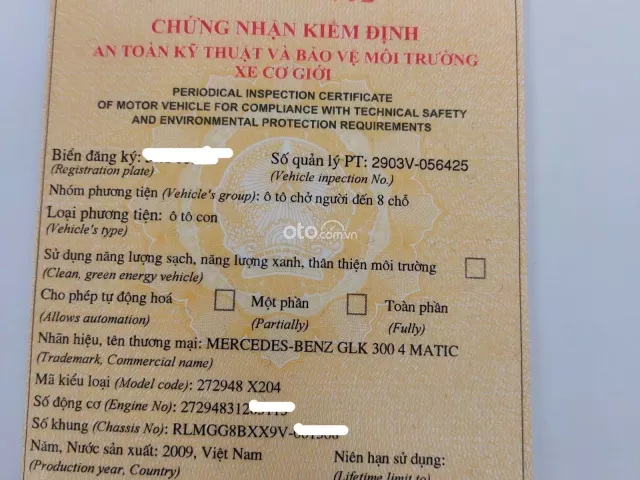 CHỨNG NHẬN KIỂM ĐỊNH
AN TOÀN KỸ THUẬT VÀ BẢO VỆ MÔI TRƯỜNG
XE CƠ GIỚI
PERIODICAL INSPECTION CERTIFICATE
OF MOTOR VEHICLE FOR COMPLIANCE WITH TECHNICAL SAFETY
AND ENVIRONMENTAL PROTECTION REQUIREMENTS
Biển đăng ký: Số quản lý PT: 2903V-056425
(Registration plate) (Vehicle inpection No.)
Nhóm phương tiện (Vehicle's group): ô tô chở người đến 8 chỗ
Loại phương tiện: ô tô con
(Vehicle's type)
oto.com.vn
Sử dụng năng lượng sạch, năng lượng xanh, thân thiện môi trường
(Clean, green energy vehicle)
Cho phép tự động hoá Một phần Toàn phần
(Allows automation) (Partially) (Fully)
Nhãn hiệu, tên thương mại: MERCEDES-BENZ GLK 300 4 MATIC
(Trademark, Commercial name)
Mã kiểu loại (Model code): 272948 X204
Số động cơ (Engine No): 272948312
Số khung (Chassis No): RLMGG8BXX9V-
Năm, Nước sản xuất: 2009, Việt Nam Niên hạn sử dụng:
(Production year, Country) (Lifetime limit to)